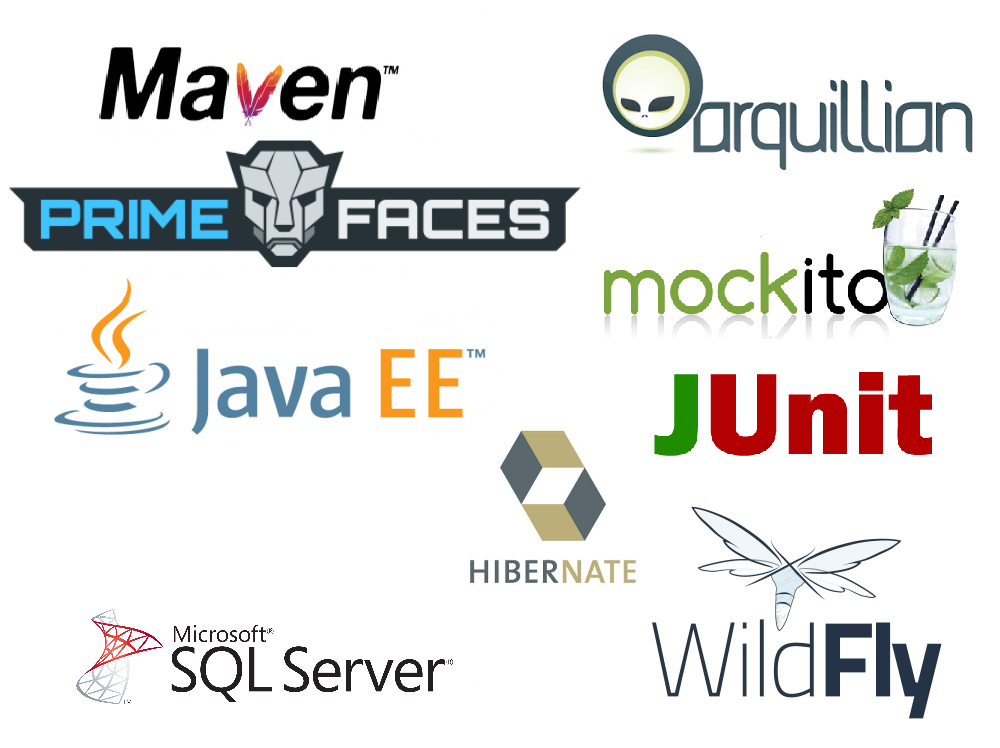 Maven™
arquillian
PRIME FACES
mockito
Java EE™
JUnit
HIBERNATE
Microsoft®
SQL Server®
WildFly